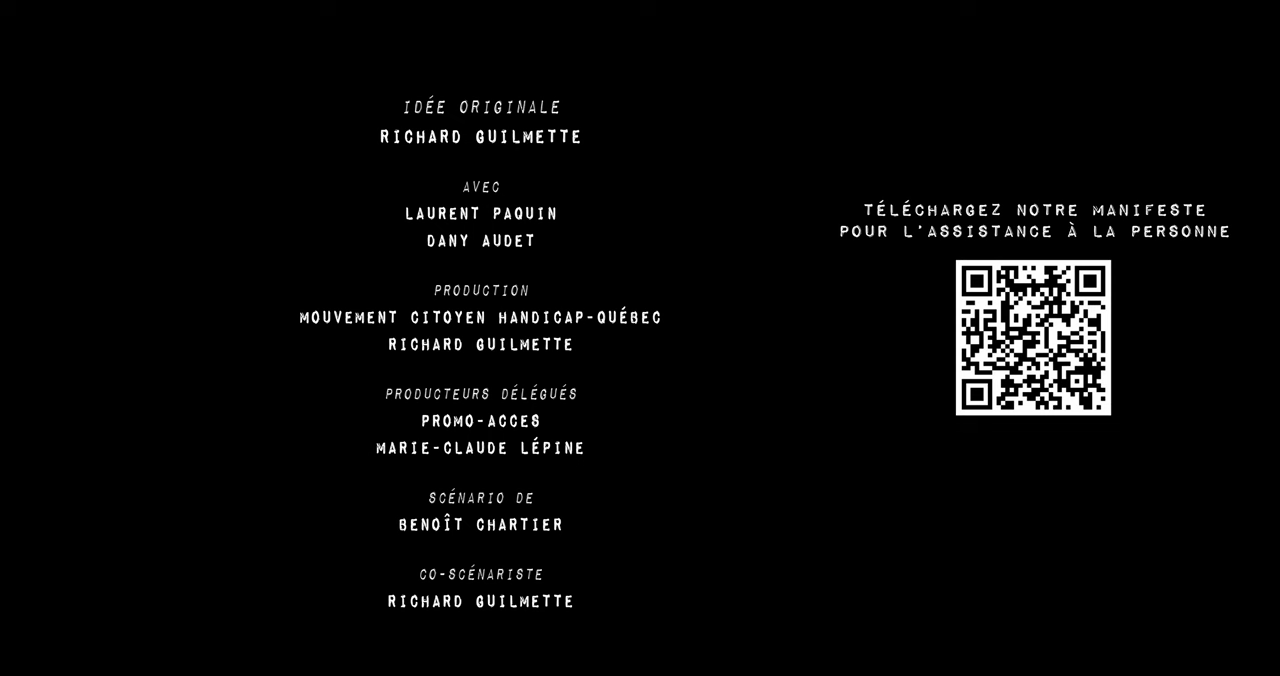 IDÉE ORIGINALE
RICHARD GUILMETTE
AVEC
LAURENT PAQUIN
DANY AUDET
PRODUCTION
MOUVEMENT CITOYEN HANDICAP-QUÉBEC
RICHARD GUILMETTE
PRODUCTEURS DÉLÉGUÉS
PROMO-ACCES
MARIE-CLAUDE LÉPINE
SCÉNARIO DE
BENOÎT CHARTIER
CO-SCÉNARISTE
RICHARD GUILMETTE
TÉLÉCHARGEZ NOTRE MANIFESTE
POUR L'ASSISTANCE À LA PERSONNE